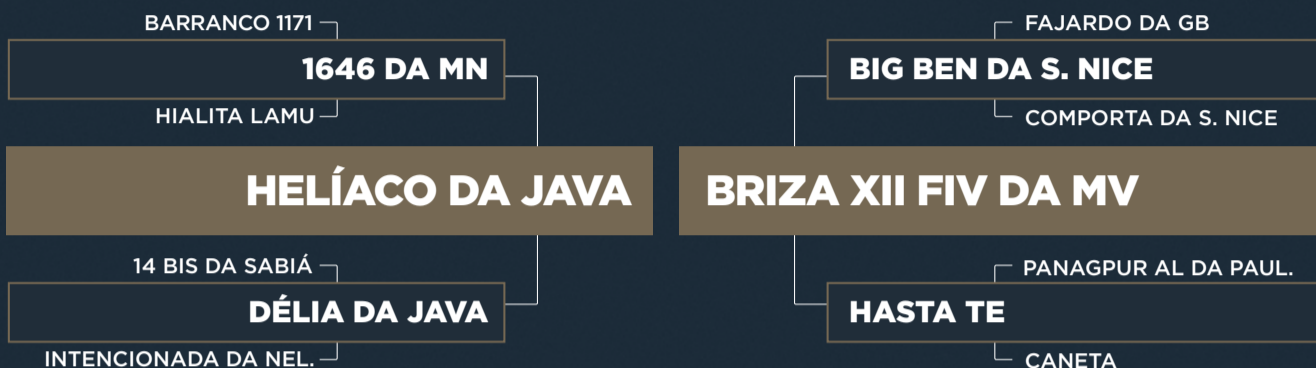 BARRANCO 1171
1646 DA MN
HIALITA LAMU
HELÍACO DA JAVA
14 BIS DA SABIÁ
DÉLIA DA JAVA
INTENCIONADA DA NEL.
FAJARDO DA GB
BIG BEN DA S. NICE
COMPORTA DA S. NICE
BRIZA XII FIV DA MV
PANAGPUR AL DA PAUL.
HASTA TE
CANETA